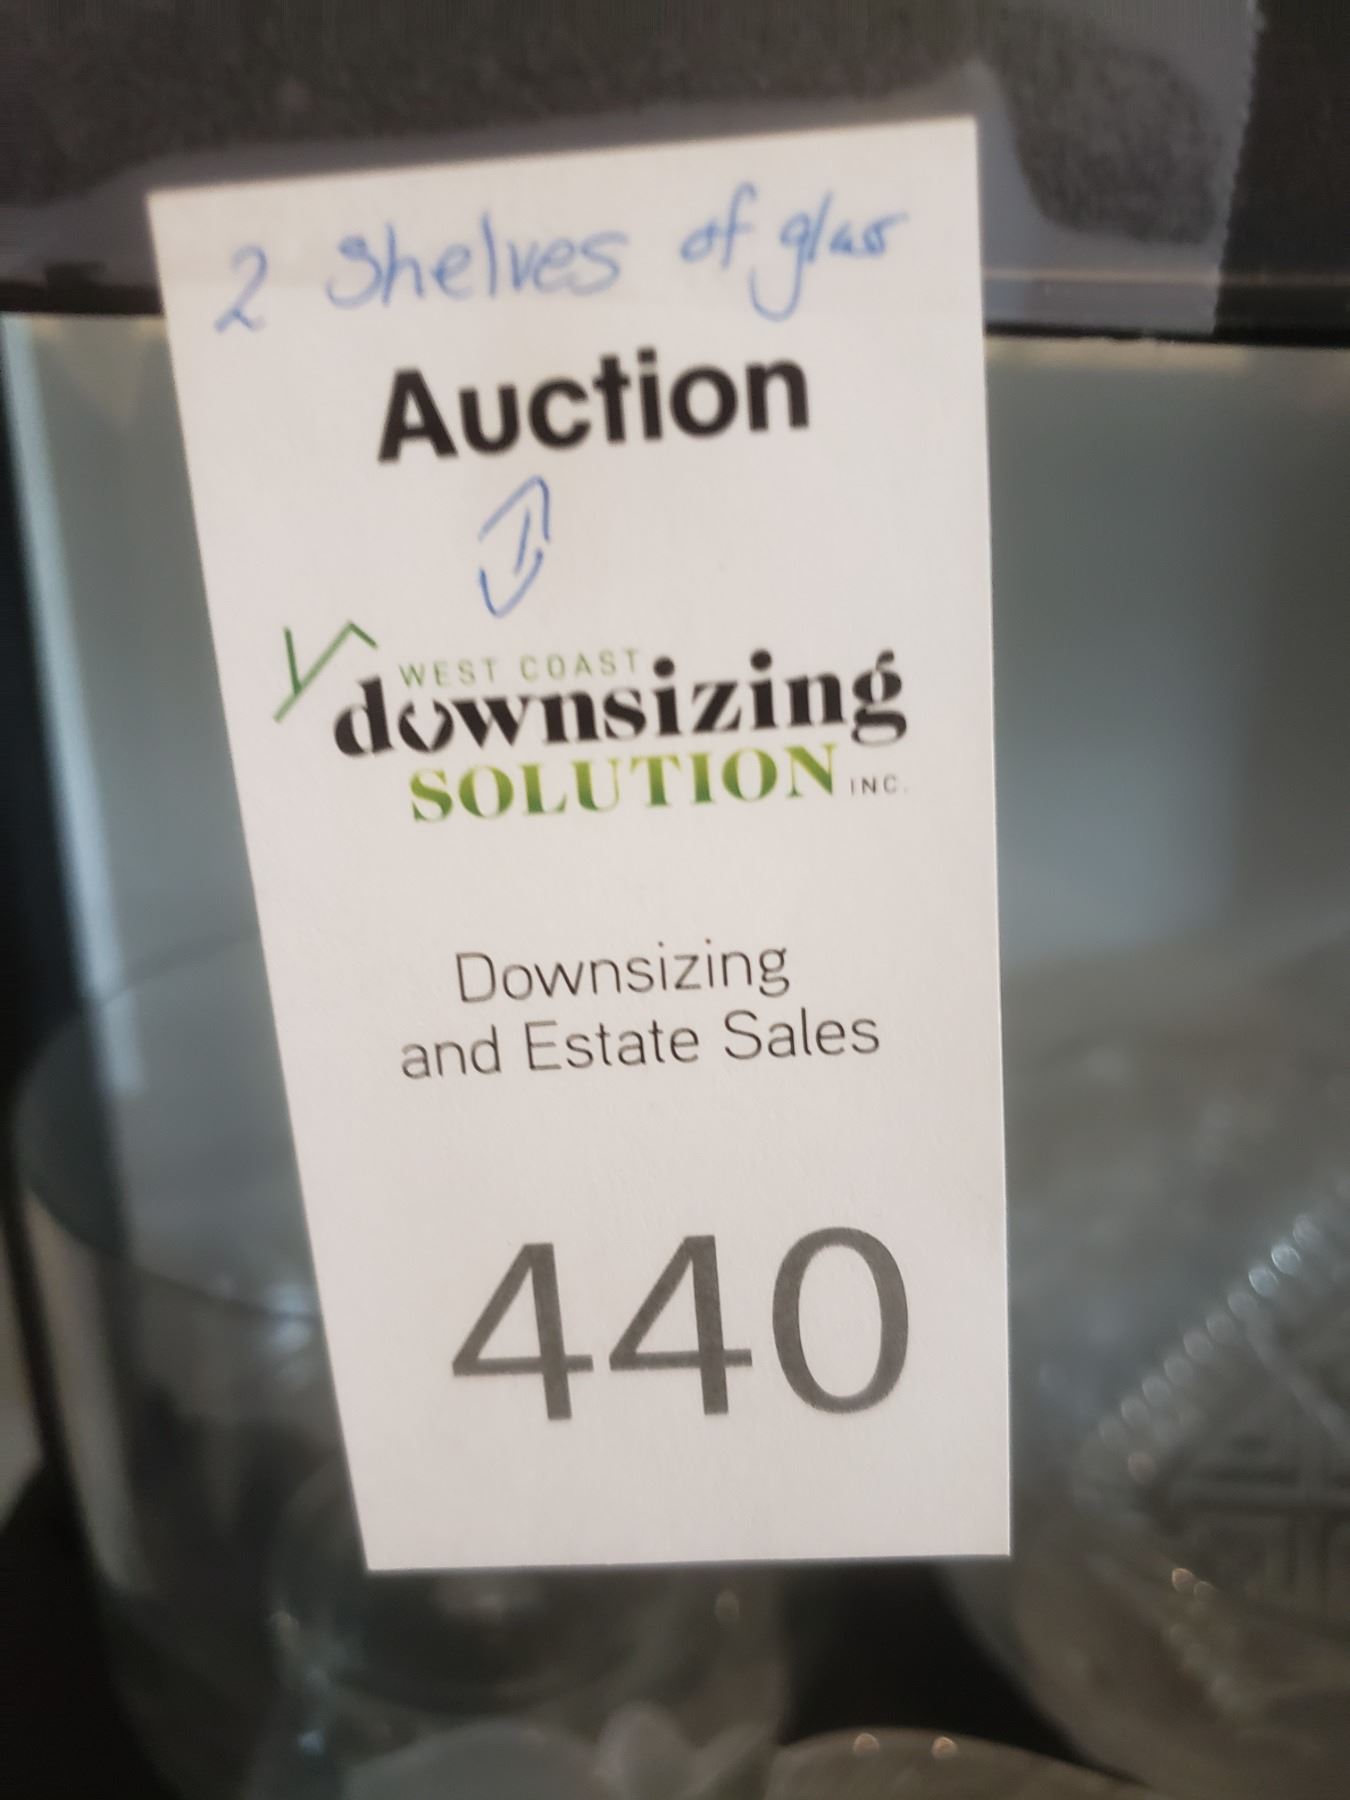 2 Shelves of glass
Auction
WEST COAST
downsizing
SOLUTION INC.
Downsizing
and Estate Sales
440